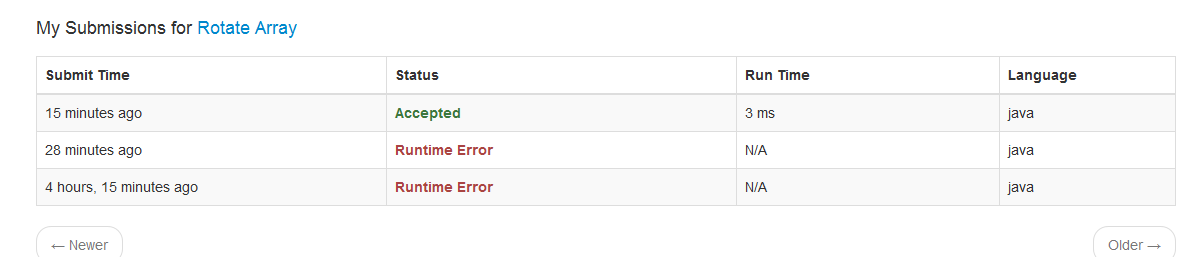 My Submissions for Rotate Array
Submit Time Status Run Time Language
15 minutes ago Accepted 3 ms java
28 minutes ago Runtime Error N/A java
4 hours, 15 minutes ago Runtime Error N/A java
← Newer Older →